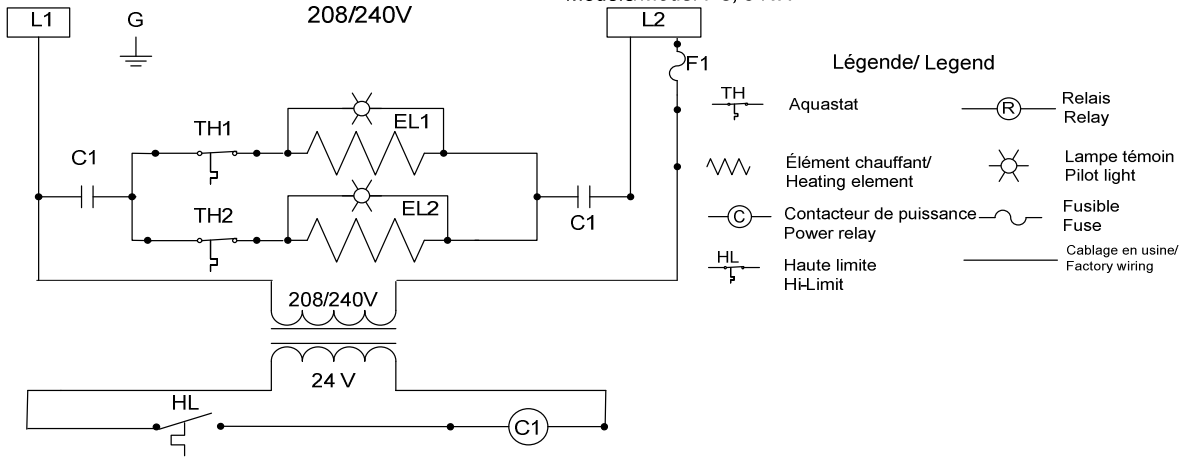 L1
G
208/240V
L2
F1
TH1
EL1
C1
TH2
EL2
C1
208/240V
24 V
HL
C1
Légende/ Legend
TH
Aquastat
R
Relais
Relay
Élément chauffant/
Heating element
Lampe témoin
Pilot light
C
Contacteur de puissance
Power relay
Fusible
Fuse
HL
Haute limite
Hi-Limit
Cablage en usine/
Factory wiring